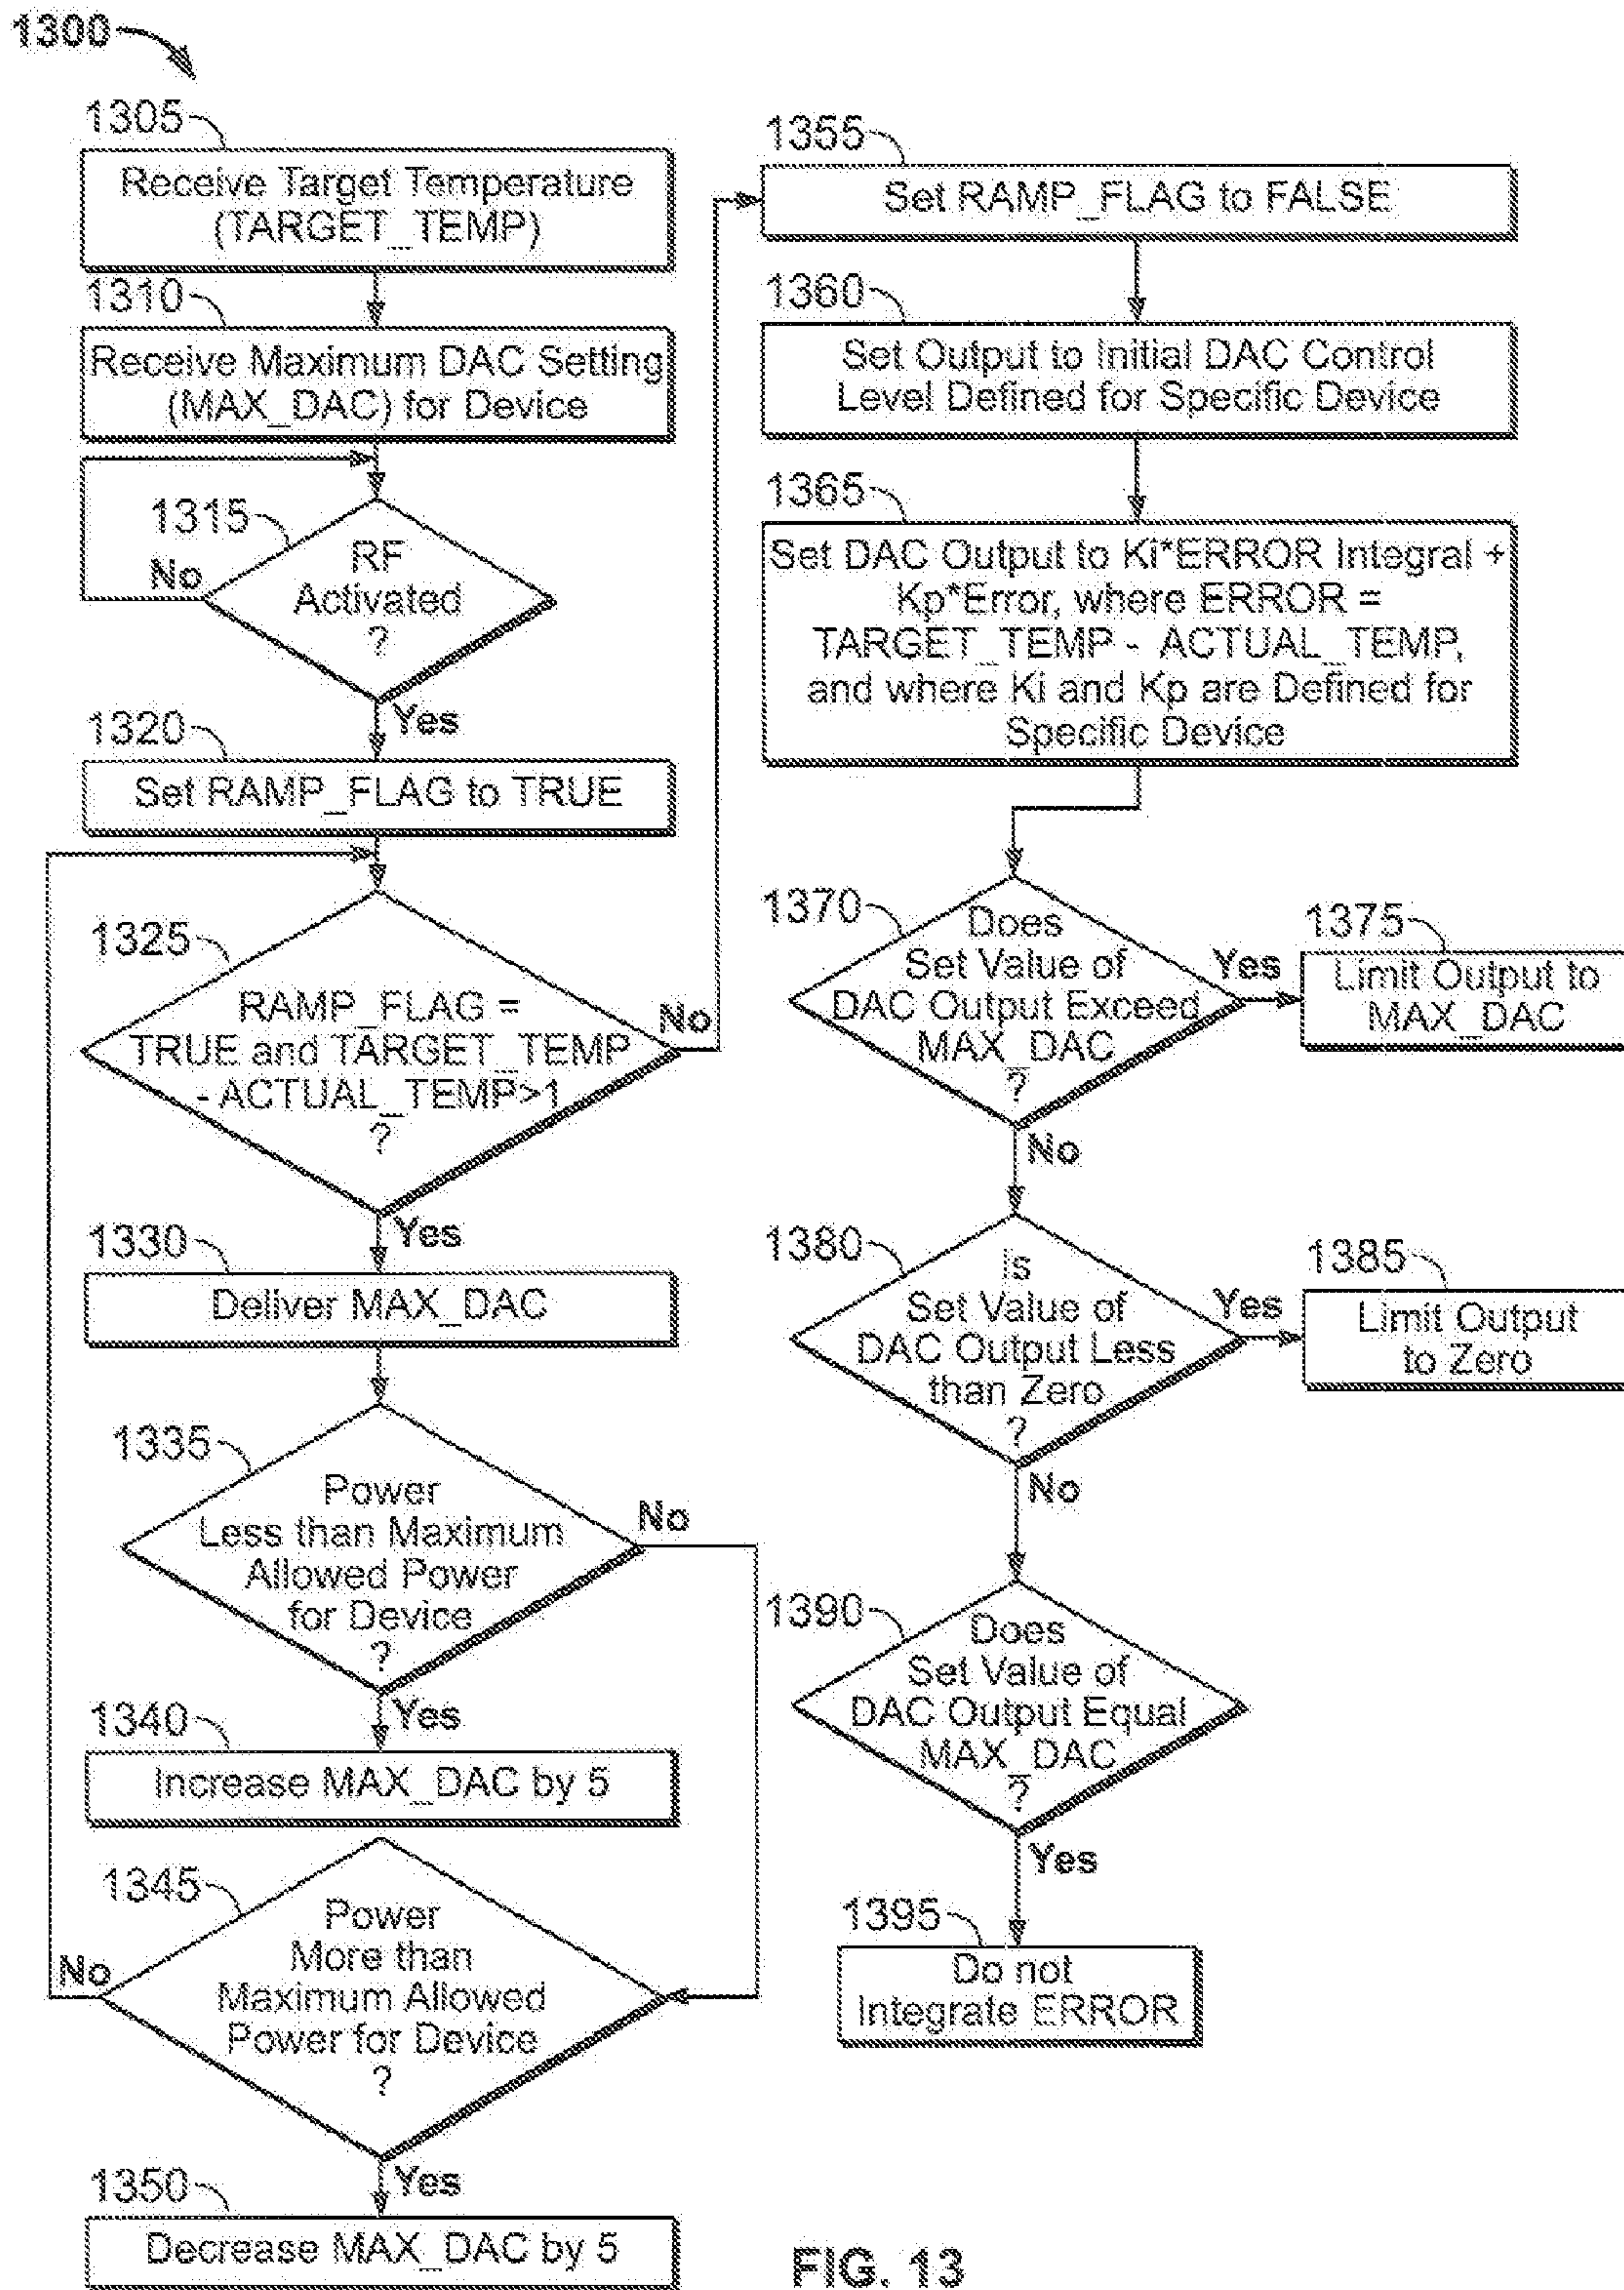 1300
1305
Receive Target Temperature
(TARGET_TEMP)
1310
Receive Maximum DAC Setting
(MAX_DAC) for Device
1315
RF
Activated
?
No
Yes
1320
Set RAMP_FLAG to TRUE
1325
RAMP_FLAG =
TRUE and TARGET_TEMP
- ACTUAL_TEMP>1
?
No
Yes
1330
Deliver MAX_DAC
1335
Power
Less than Maximum
Allowed Power
for Device
?
No
Yes
1340
Increase MAX_DAC by 5
1345
Power
More than
Maximum Allowed
Power for Device
?
No
Yes
1350
Decrease MAX_DAC by 5
1355
Set RAMP_FLAG to FALSE
1360
Set Output to Initial DAC Control
Level Defined for Specific Device
1365
Set DAC Output to Ki*ERROR Integral +
Kp*Error, where ERROR =
TARGET_TEMP - ACTUAL_TEMP,
and where Ki and Kp are Defined for
Specific Device
1370
Does
Set Value of
DAC Output Exceed
MAX_DAC
?
Yes
No
1375
Limit Output to
MAX_DAC
1380
Is
Set Value of
DAC Output Less
than Zero
?
Yes
No
1385
Limit Output
to Zero
1390
Does
Set Value of
DAC Output Equal
MAX_DAC
?
Yes
1395
Do not
Integrate ERROR
FIG. 13